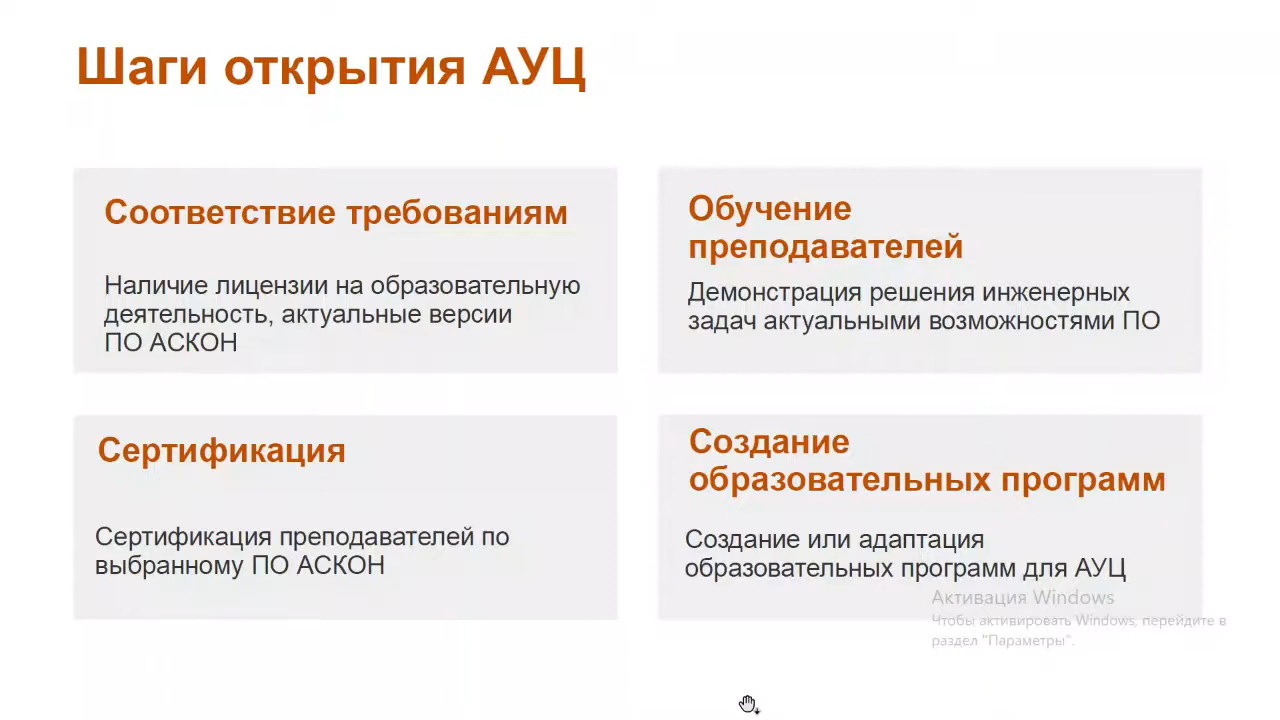 Шаги открытия АУЦ
Соответствие требованиям
Наличие лицензии на образовательную
деятельность, актуальные версии
ПО АСКОН
Обучение
преподавателей
Демонстрация решения инженерных
задач актуальными возможностями ПО
Сертификация
Сертификация преподавателей по
выбранному ПО АСКОН
Создание
образовательных программ
Создание или адаптация
образовательных программ для АУЦ
Активация Windows
Чтобы активировать Windows, перейдите в
раздел "Параметры".